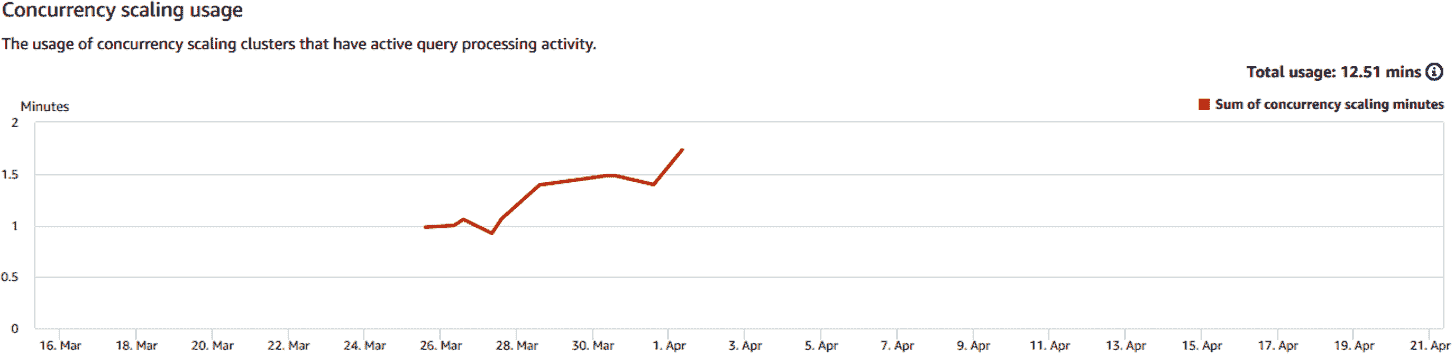 Concurrency scaling usage
The usage of concurrency scaling clusters that have active query processing activity.
Total usage: 12.51 mins
Minutes
Sum of concurrency scaling minutes
2
1.5
1
0.5
0
16. Mar 18. Mar 20. Mar 22. Mar 24. Mar 26. Mar 28. Mar 30. Mar 1. Apr 3. Apr 5. Apr 7. Apr 9. Apr 11. Apr 13. Apr 15. Apr 17. Apr 19. Apr 21. Apr